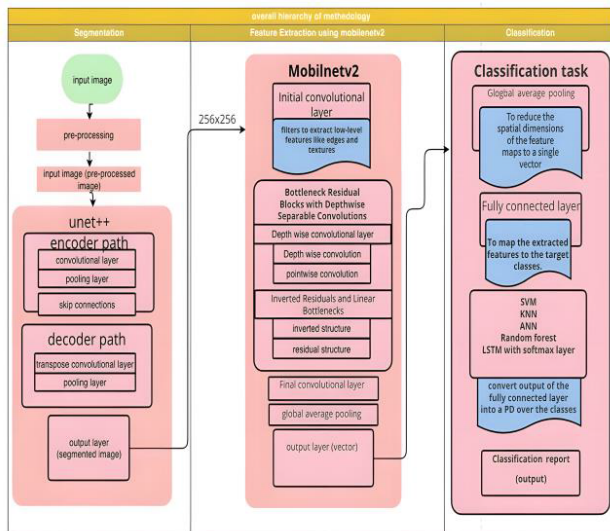 overall hierarchy of methedology
Segmentation
Feature Extraction using mobilenetv2
Classification
input image
pre-processing
input image (pre-processed
image)
unet++
encoder path
convolutional layer
pooling layer
skip connections
decoder path
transpose convolutional layer
pooling layer
output layer
(segmented image)
256x256
Mobilnetv2
Initial convolutional
layer
filters to extract low-level
features like edges and
textures
Bottleneck Residual
Blocks with Depthwise
Separable Convolutions
Depth wise convolutional layer
Depth wise convolution
pointwise convolution
Inverted Residuals and Linear
Bottlenecks
inverted structure
residual structure
Final convolutional layer
global average pooling
output layer (vector)
Classification task
Glogbal average pooling
To reduce the
spatial dimensions
of the feature
maps to a single
vector
Fully connected layer
To map the extracted
features to the target
classes.
SVM
KNN
ANN
Random forest
LSTM with softmax layer
convert output of the
fully connected layer
into a PD over the classes
Classification report
(output)